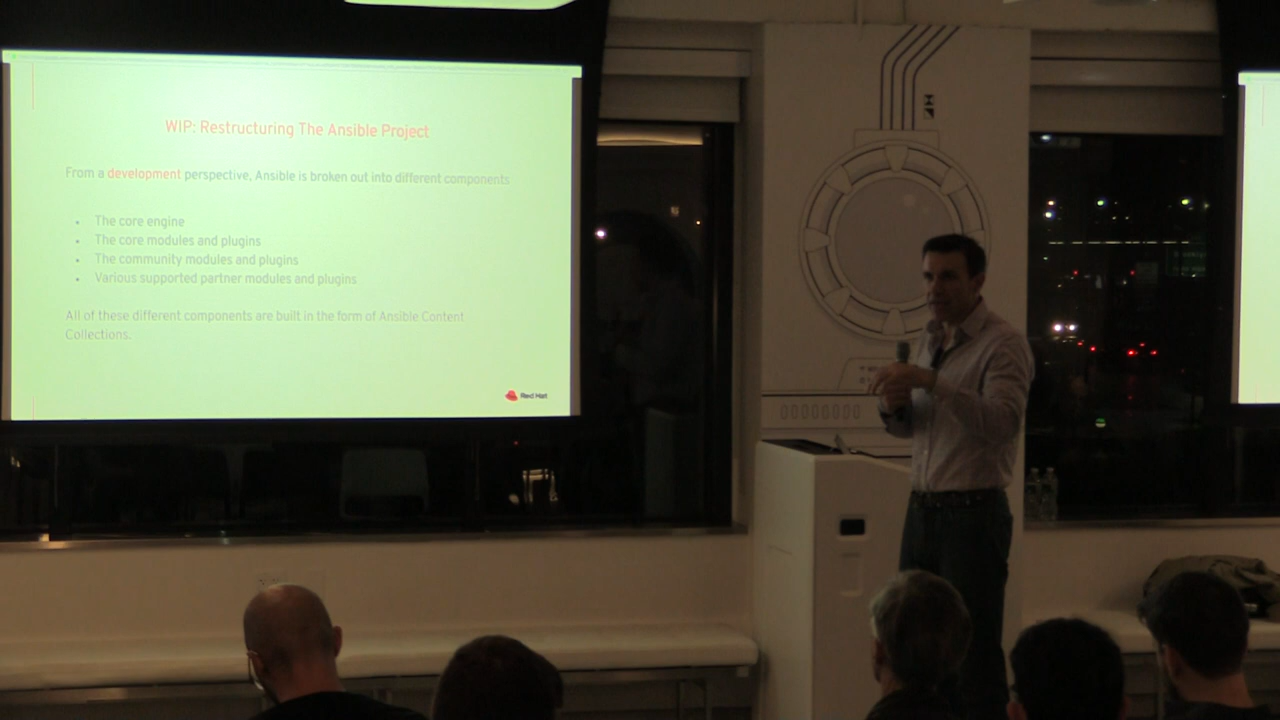 WIP: Restructuring The Ansible Project
From a development perspective, Ansible is broken out into different components
The core engine
The core modules and plugins
The community modules and plugins
Various supported partner modules and plugins
All of these different components are built in the form of Ansible Content
Collections.
Red Hat